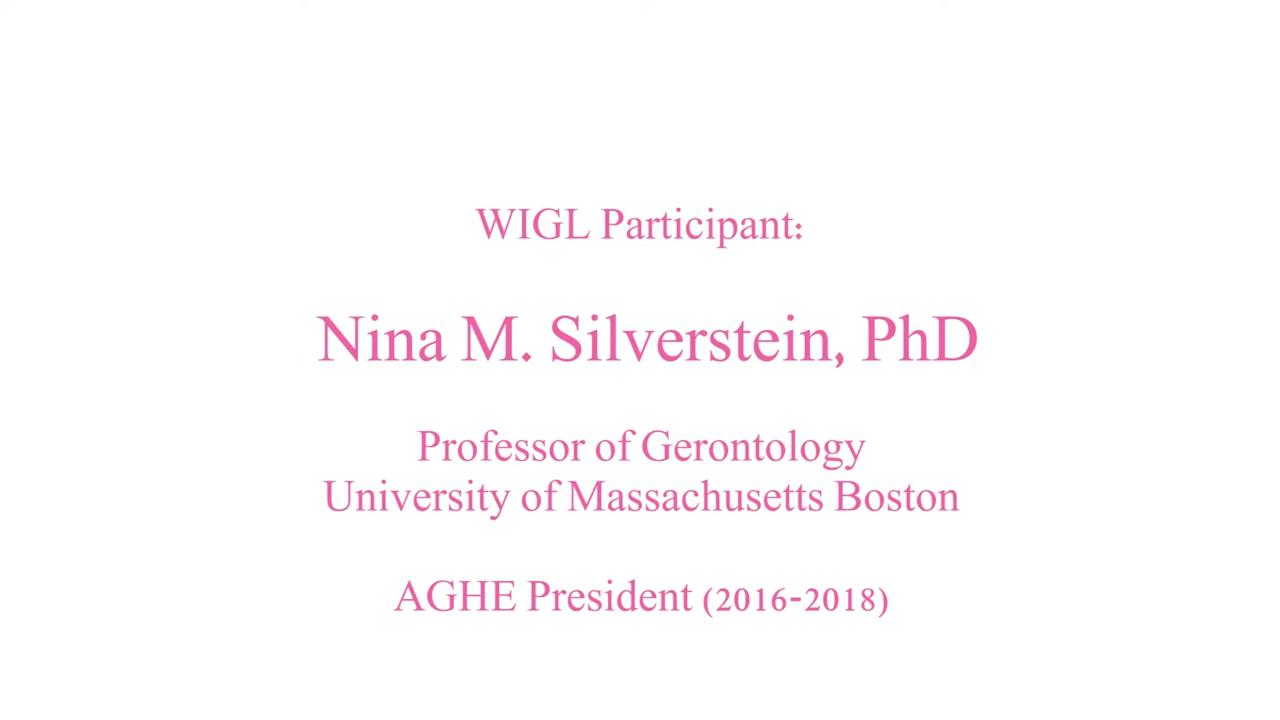 WIGL Participant:
Nina M. Silverstein, PhD
Professor of Gerontology
University of Massachusetts Boston
AGHE President (2016-2018)